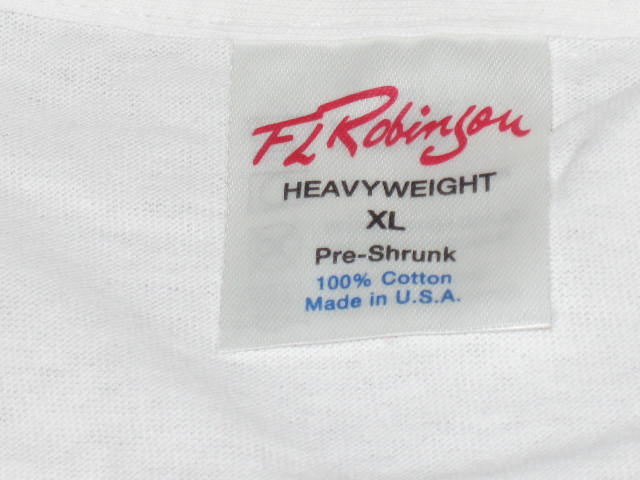 FL Robinson
HEAVYWEIGHT
XL
Pre-Shrunk
100% Cotton
Made in U.S.A.